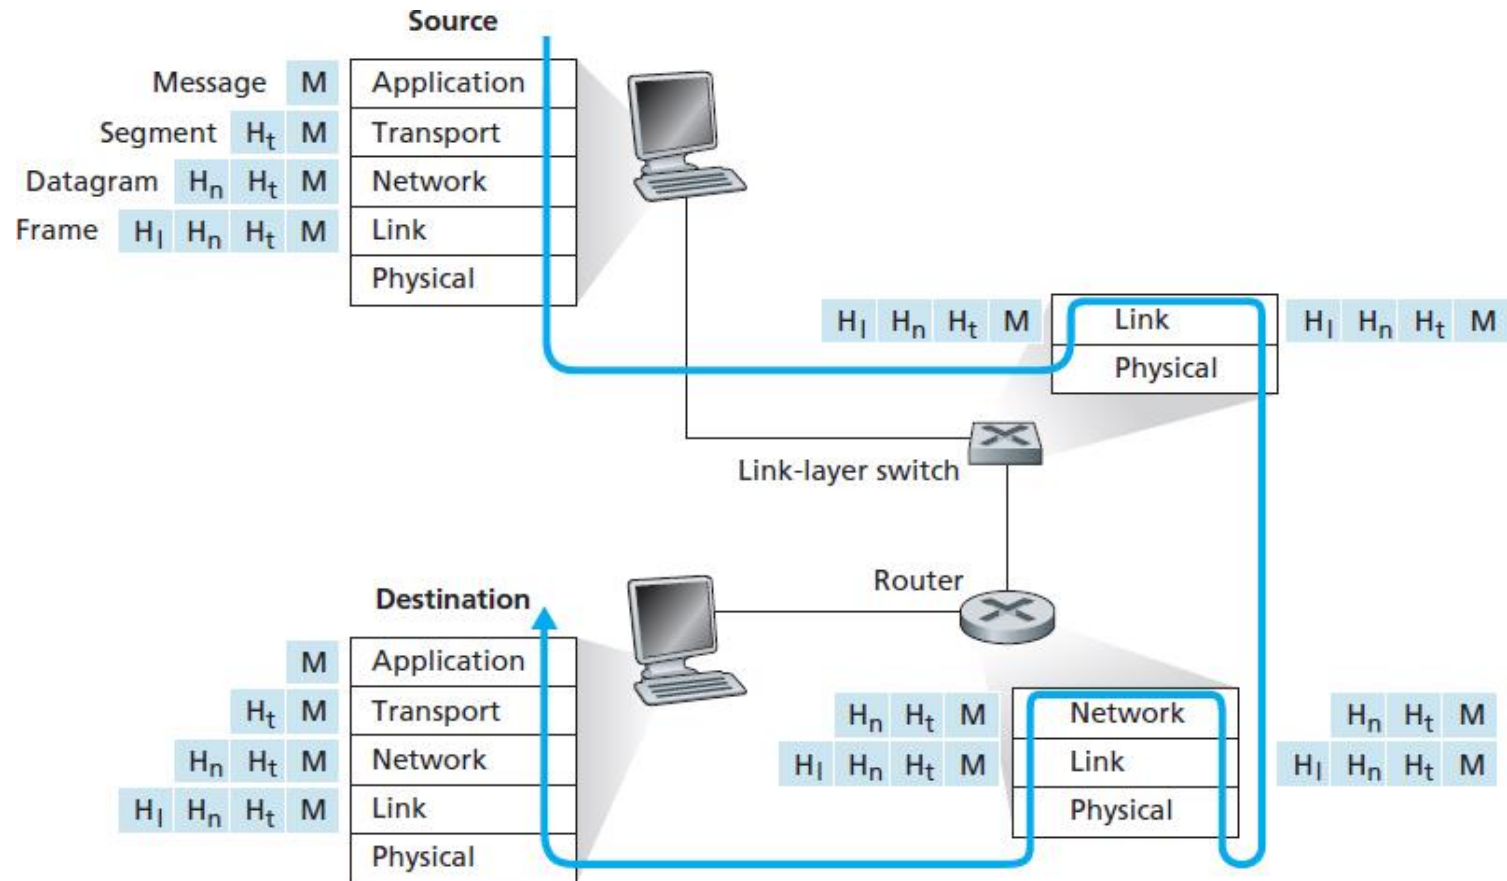 Source
Message M Application
Segment Ht M Transport
Datagram Hn Ht M Network
Frame Hl Hn Ht M Link
Physical
Hl Hn Ht M Link Hl Hn Ht M
Physical
Link-layer switch
Router
Destination
M Application
Ht M Transport
Hn Ht M Network
Hl Hn Ht M Link
Physical
Hn Ht M Network Hn Ht M
Hl Hn Ht M Link Hl Hn Ht M
Physical